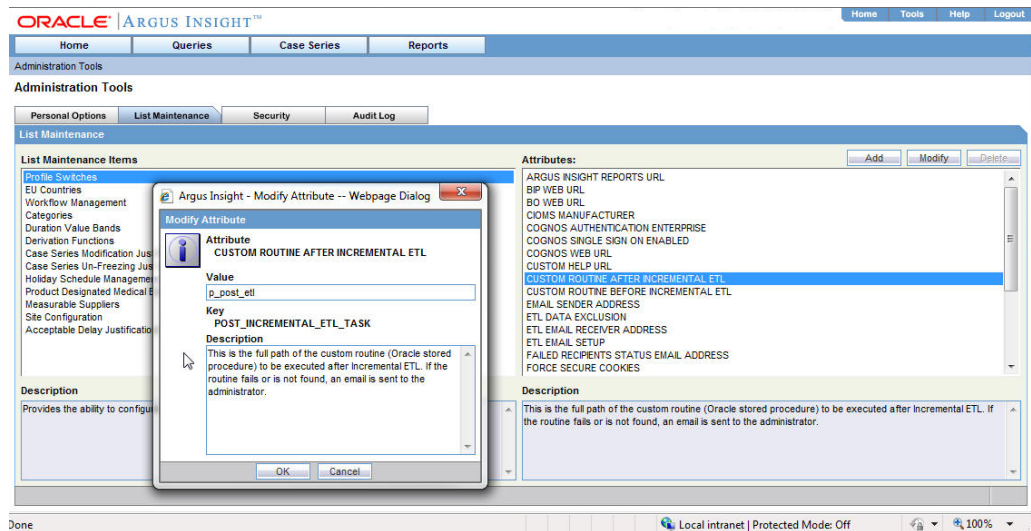 Home Tools Help Logout
ORACLE® ARGUS INSIGHT™
Home Queries Case Series Reports
Administration Tools
Administration Tools
Personal Options List Maintenance Security Audit Log
List Maintenance
List Maintenance Items
Profile Switches
EU Countries
Workflow Management
Categories
Duration Value Bands
Derivation Functions
Case Series Modification Jus
Case Series Un-Freezing Jus
Holiday Schedule Manageme
Product Designated Medical E
Measurable Suppliers
Site Configuration
Acceptable Delay Justificatio
Description
Provides the ability to configu
Argus Insight - Modify Attribute -- Webpage Dialog
Modify Attribute
Attribute
CUSTOM ROUTINE AFTER INCREMENTAL ETL
Value
p_post_etl
Key
POST_INCREMENTAL_ETL_TASK
Description
This is the full path of the custom routine (Oracle stored
procedure) to be executed after Incremental ETL. If the
routine fails or is not found, an email is sent to the
administrator.
OK Cancel
Attributes:
Add Modify Delete
ARGUS INSIGHT REPORTS URL
BIP WEB URL
BO WEB URL
CIOMS MANUFACTURER
COGNOS AUTHENTICATION ENTERPRISE
COGNOS SINGLE SIGN ON ENABLED
COGNOS WEB URL
CUSTOM HELP URL
CUSTOM ROUTINE AFTER INCREMENTAL ETL
CUSTOM ROUTINE BEFORE INCREMENTAL ETL
EMAIL SENDER ADDRESS
ETL DATA EXCLUSION
ETL EMAIL RECEIVER ADDRESS
ETL EMAIL SETUP
FAILED RECIPIENTS STATUS EMAIL ADDRESS
FORCE SECURE COOKIES
Description
This is the full path of the custom routine (Oracle stored procedure) to be executed after Incremental ETL. If
the routine fails or is not found, an email is sent to the administrator.
Done Local intranet | Protected Mode: Off 100%